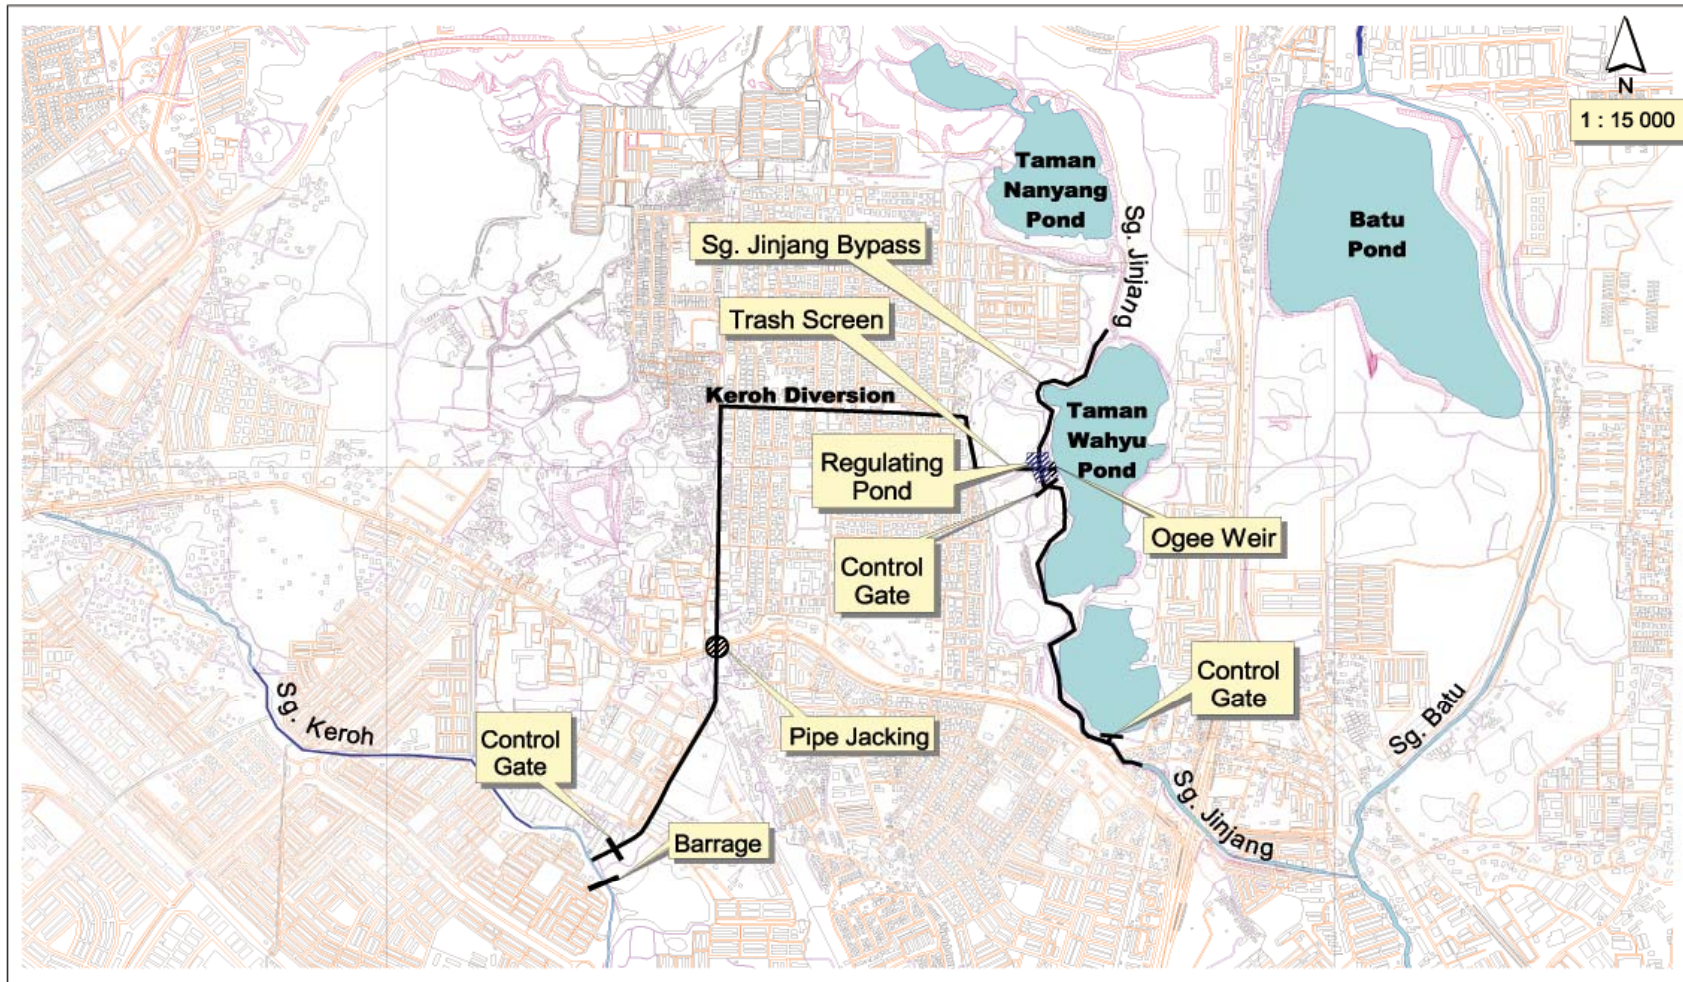 N
1 : 15 000
Taman
Nanyang
Pond
Batu
Pond
Sg. Jinjang
Sg. Jinjang Bypass
Trash Screen
Keroh Diversion
Taman
Wahyu
Pond
Regulating
Pond
Ogee Weir
Control
Gate
Control
Gate
Sg. Batu
Sg. Keroh
Pipe Jacking
Control
Gate
Sg. Jinjang
Barrage